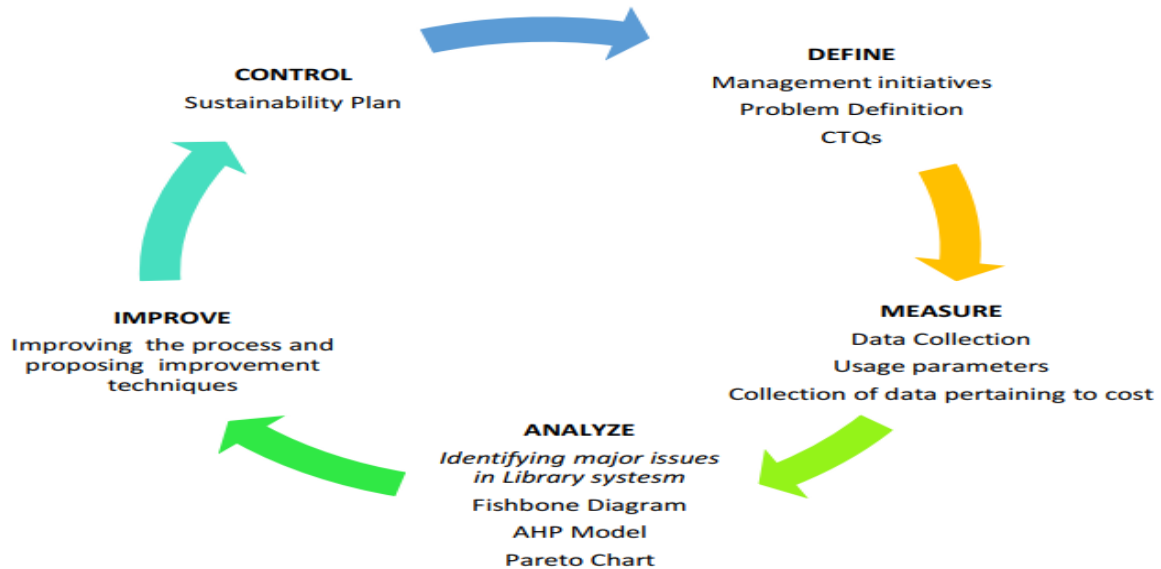 DEFINE
Management initiatives
Problem Definition
CTQs
MEASURE
Data Collection
Usage parameters
Collection of data pertaining to cost
ANALYZE
Identifying major issues
in Library systesm
Fishbone Diagram
AHP Model
Pareto Chart
IMPROVE
Improving the process and
proposing improvement
techniques
CONTROL
Sustainability Plan